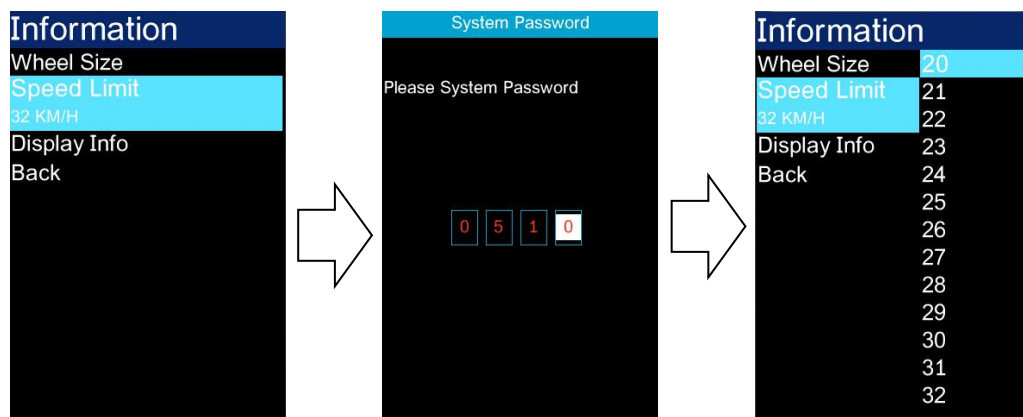 Information
Wheel Size
Speed Limit
32 KM/H
Display Info
Back
System Password
Please System Password
0 5 1 0
Information
Wheel Size
Speed Limit
32 KM/H
Display Info
Back
20
21
22
23
24
25
26
27
28
29
30
31
32